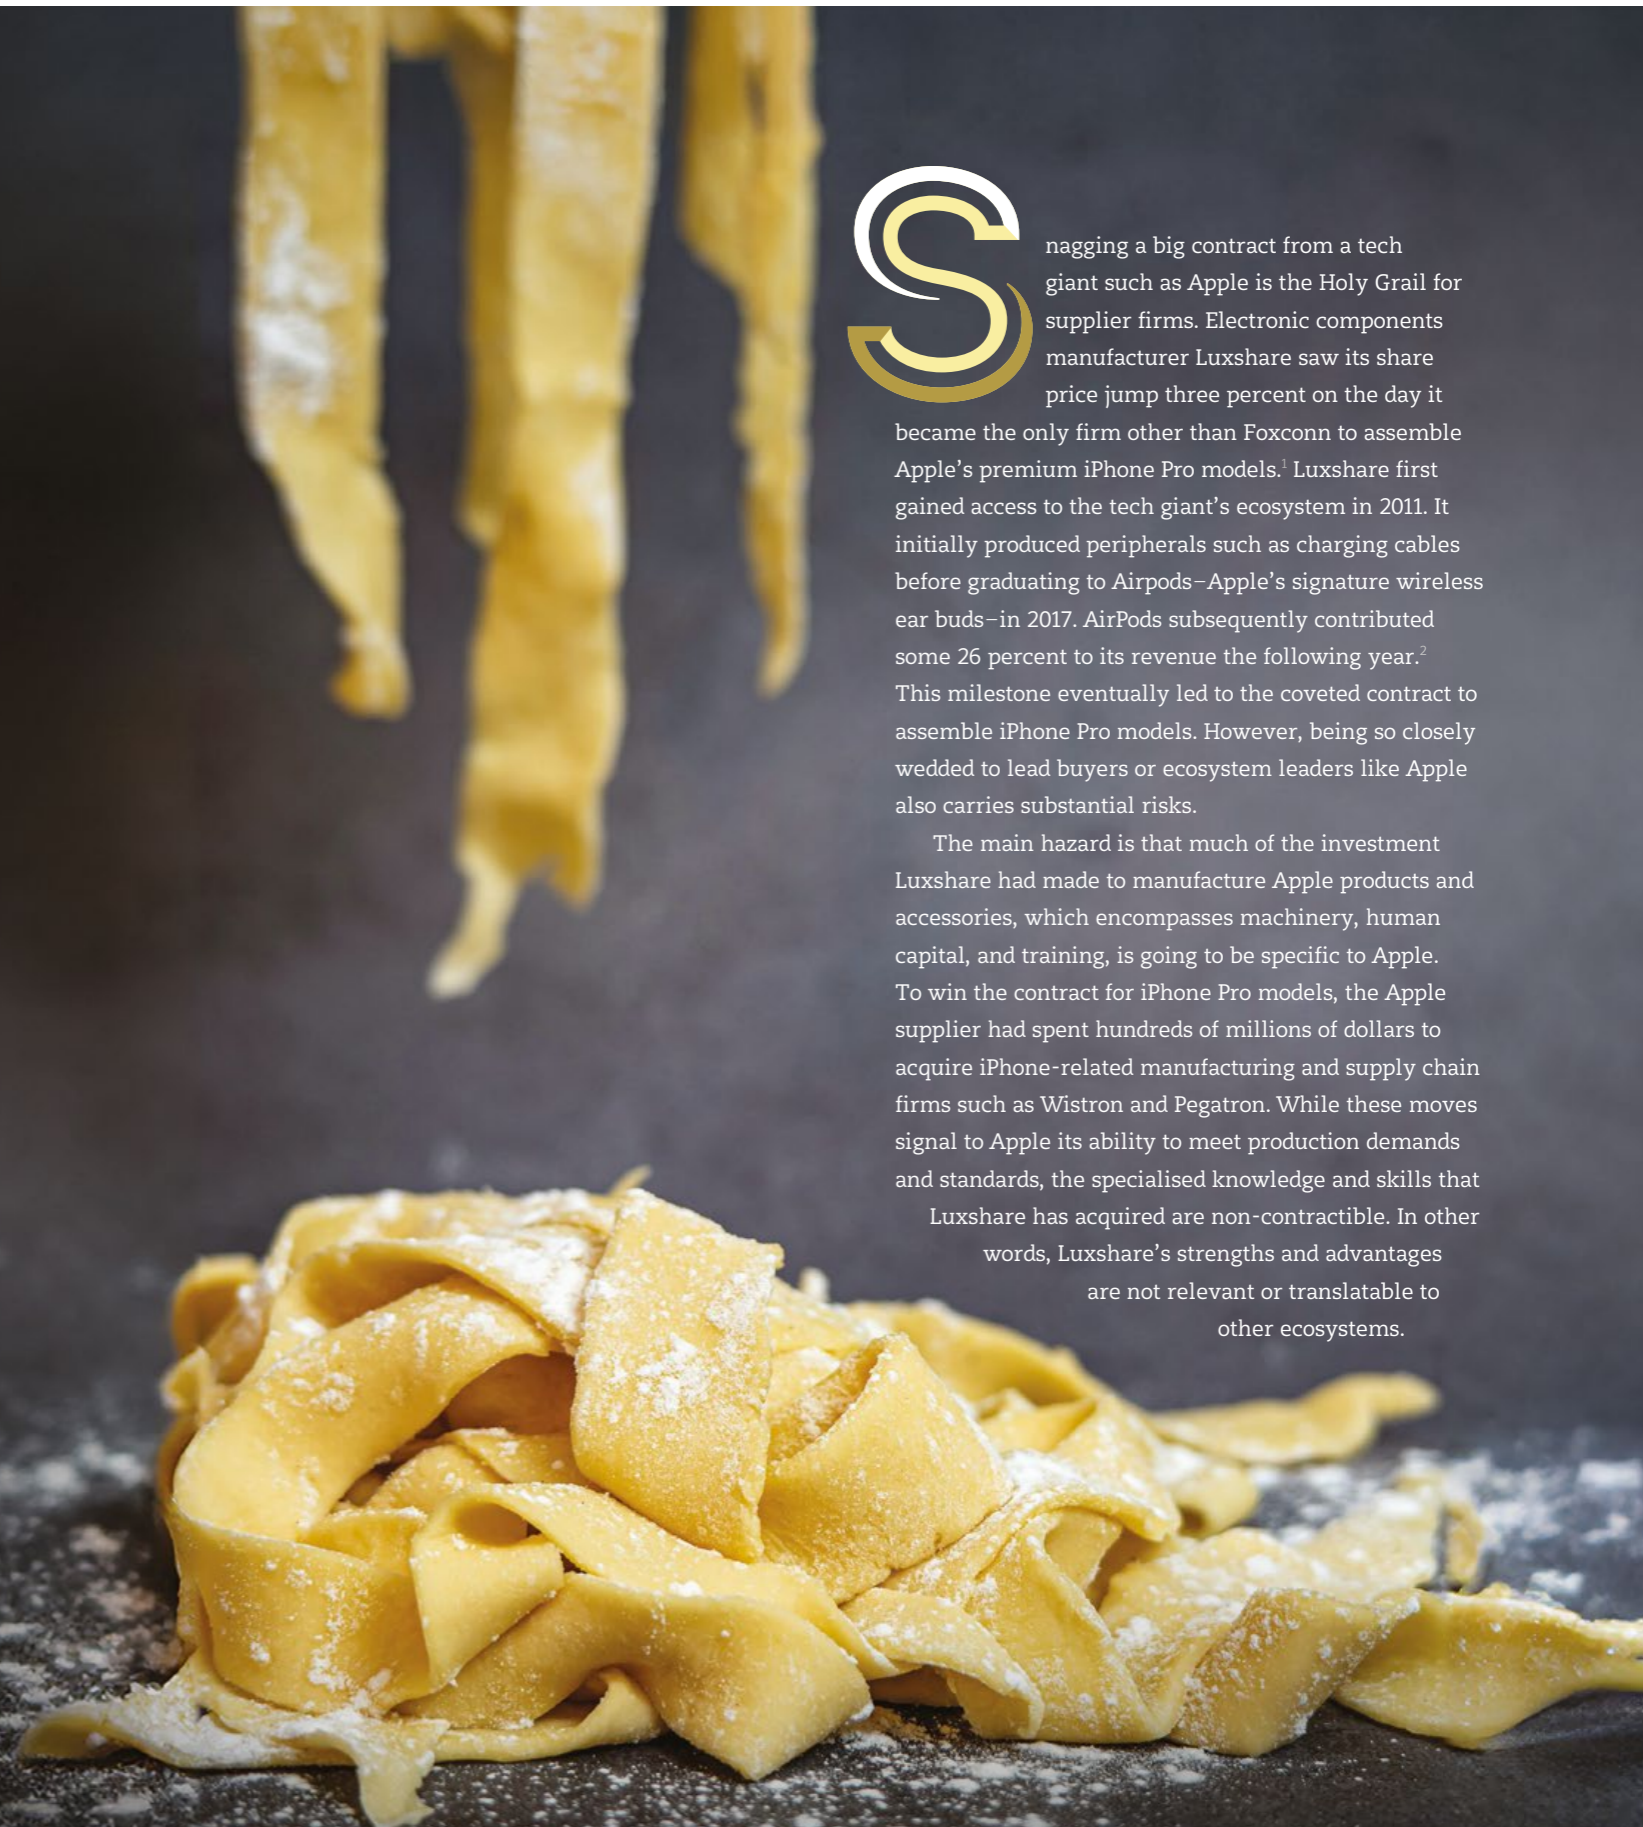 Snagging a big contract from a tech
giant such as Apple is the Holy Grail for
supplier firms. Electronic components
manufacturer Luxshare saw its share
price jump three percent on the day it
became the only firm other than Foxconn to assemble
Apple’s premium iPhone Pro models.1 Luxshare first
gained access to the tech giant’s ecosystem in 2011. It
initially produced peripherals such as charging cables
before graduating to Airpods–Apple’s signature wireless
ear buds–in 2017. AirPods subsequently contributed
some 26 percent to its revenue the following year.2
This milestone eventually led to the coveted contract to
assemble iPhone Pro models. However, being so closely
wedded to lead buyers or ecosystem leaders like Apple
also carries substantial risks.
The main hazard is that much of the investment
Luxshare had made to manufacture Apple products and
accessories, which encompasses machinery, human
capital, and training, is going to be specific to Apple.
To win the contract for iPhone Pro models, the Apple
supplier had spent hundreds of millions of dollars to
acquire iPhone-related manufacturing and supply chain
firms such as Wistron and Pegatron. While these moves
signal to Apple its ability to meet production demands
and standards, the specialised knowledge and skills that
Luxshare has acquired are non-contractible. In other
words, Luxshare’s strengths and advantages
are not relevant or translatable to
other ecosystems.